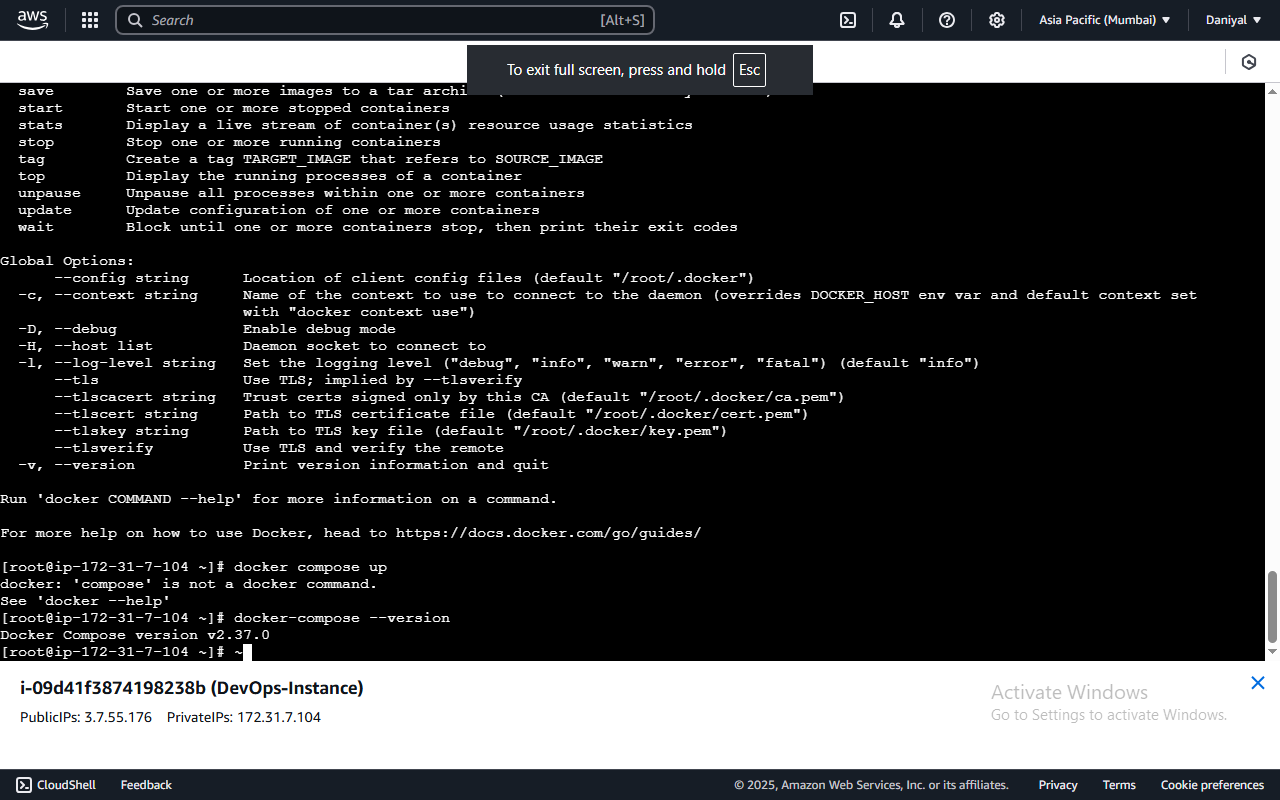 aws
Search
[Alt+S]
Asia Pacific (Mumbai) ▼
Daniyal ▼
To exit full screen, press and hold Esc
save Save one or more images to a tar archi
start Start one or more stopped containers
stats Display a live stream of container(s) resource usage statistics
stop Stop one or more running containers
tag Create a tag TARGET_IMAGE that refers to SOURCE_IMAGE
top Display the running processes of a container
unpause Unpause all processes within one or more containers
update Update configuration of one or more containers
wait Block until one or more containers stop, then print their exit codes
Global Options:
--config string Location of client config files (default "/root/.docker")
-c, --context string Name of the context to use to connect to the daemon (overrides DOCKER_HOST env var and default context set
with "docker context use")
-D, --debug Enable debug mode
-H, --host list Daemon socket to connect to
-l, --log-level string Set the logging level ("debug", "info", "warn", "error", "fatal") (default "info")
--tls Use TLS; implied by --tlsverify
--tlscacert string Trust certs signed only by this CA (default "/root/.docker/ca.pem")
--tlscert string Path to TLS certificate file (default "/root/.docker/cert.pem")
--tlskey string Path to TLS key file (default "/root/.docker/key.pem")
--tlsverify Use TLS and verify the remote
-v, --version Print version information and quit
Run 'docker COMMAND --help' for more information on a command.
For more help on how to use Docker, head to https://docs.docker.com/go/guides/
[root@ip-172-31-7-104 ~]# docker compose up
docker: 'compose' is not a docker command.
See 'docker --help'
[root@ip-172-31-7-104 ~]# docker-compose --version
Docker Compose version v2.37.0
[root@ip-172-31-7-104 ~]# ~
i-09d41f3874198238b (DevOps-Instance)
PublicIPs: 3.7.55.176 PrivateIPs: 172.31.7.104
Activate Windows
Go to Settings to activate Windows.
CloudShell Feedback © 2025, Amazon Web Services, Inc. or its affiliates. Privacy Terms Cookie preferences